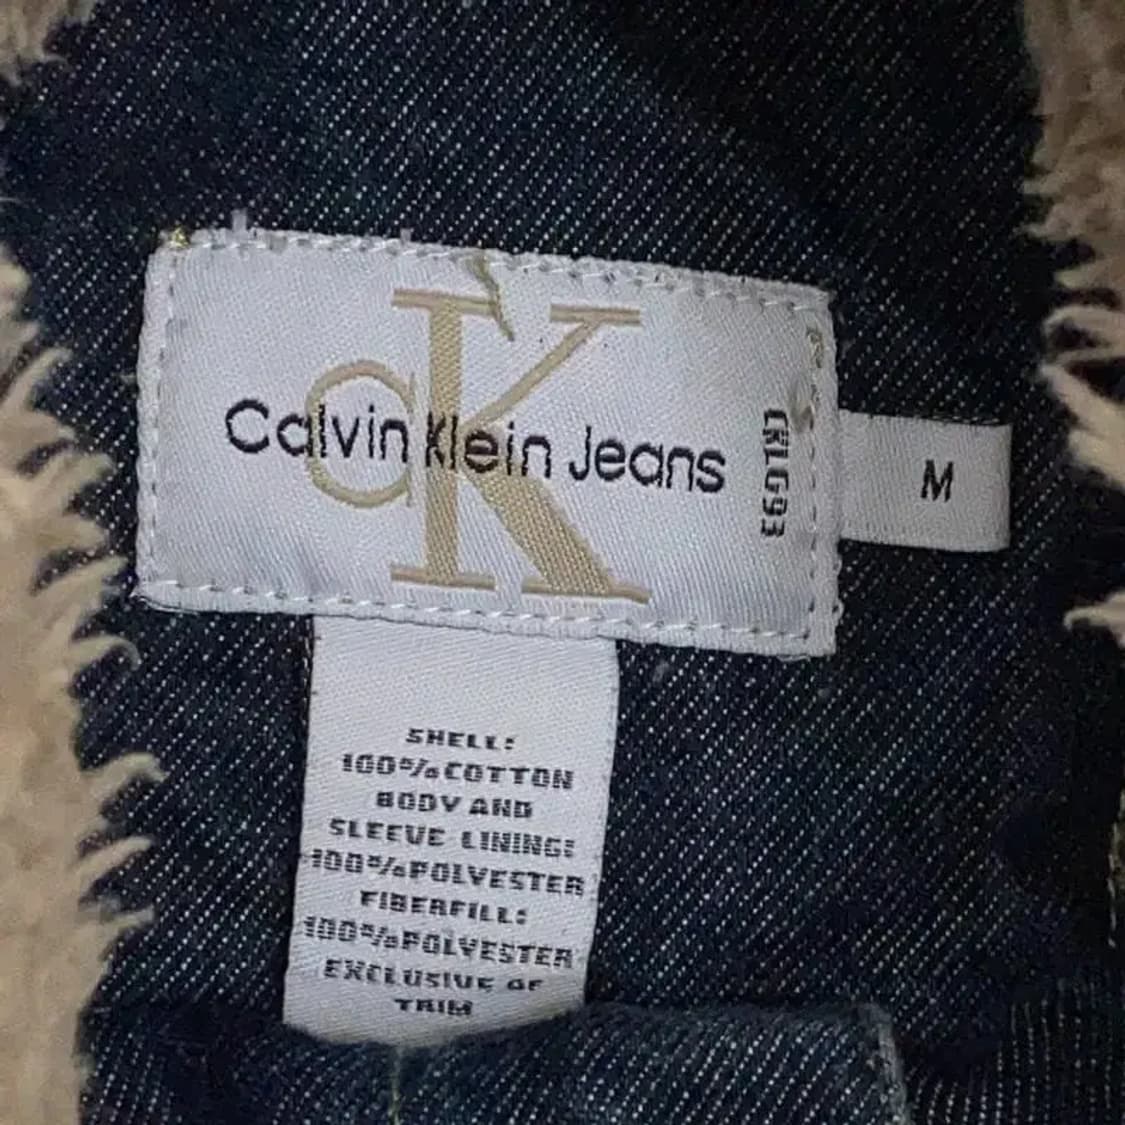 CK
Calvin Klein Jeans
CKLG93
M
SHELL:
100% COTTON
BODY AND
SLEEVE LINING:
100% POLYESTER
FIBERFILL:
100% POLYESTER
EXCLUSIVE OF
TRIM